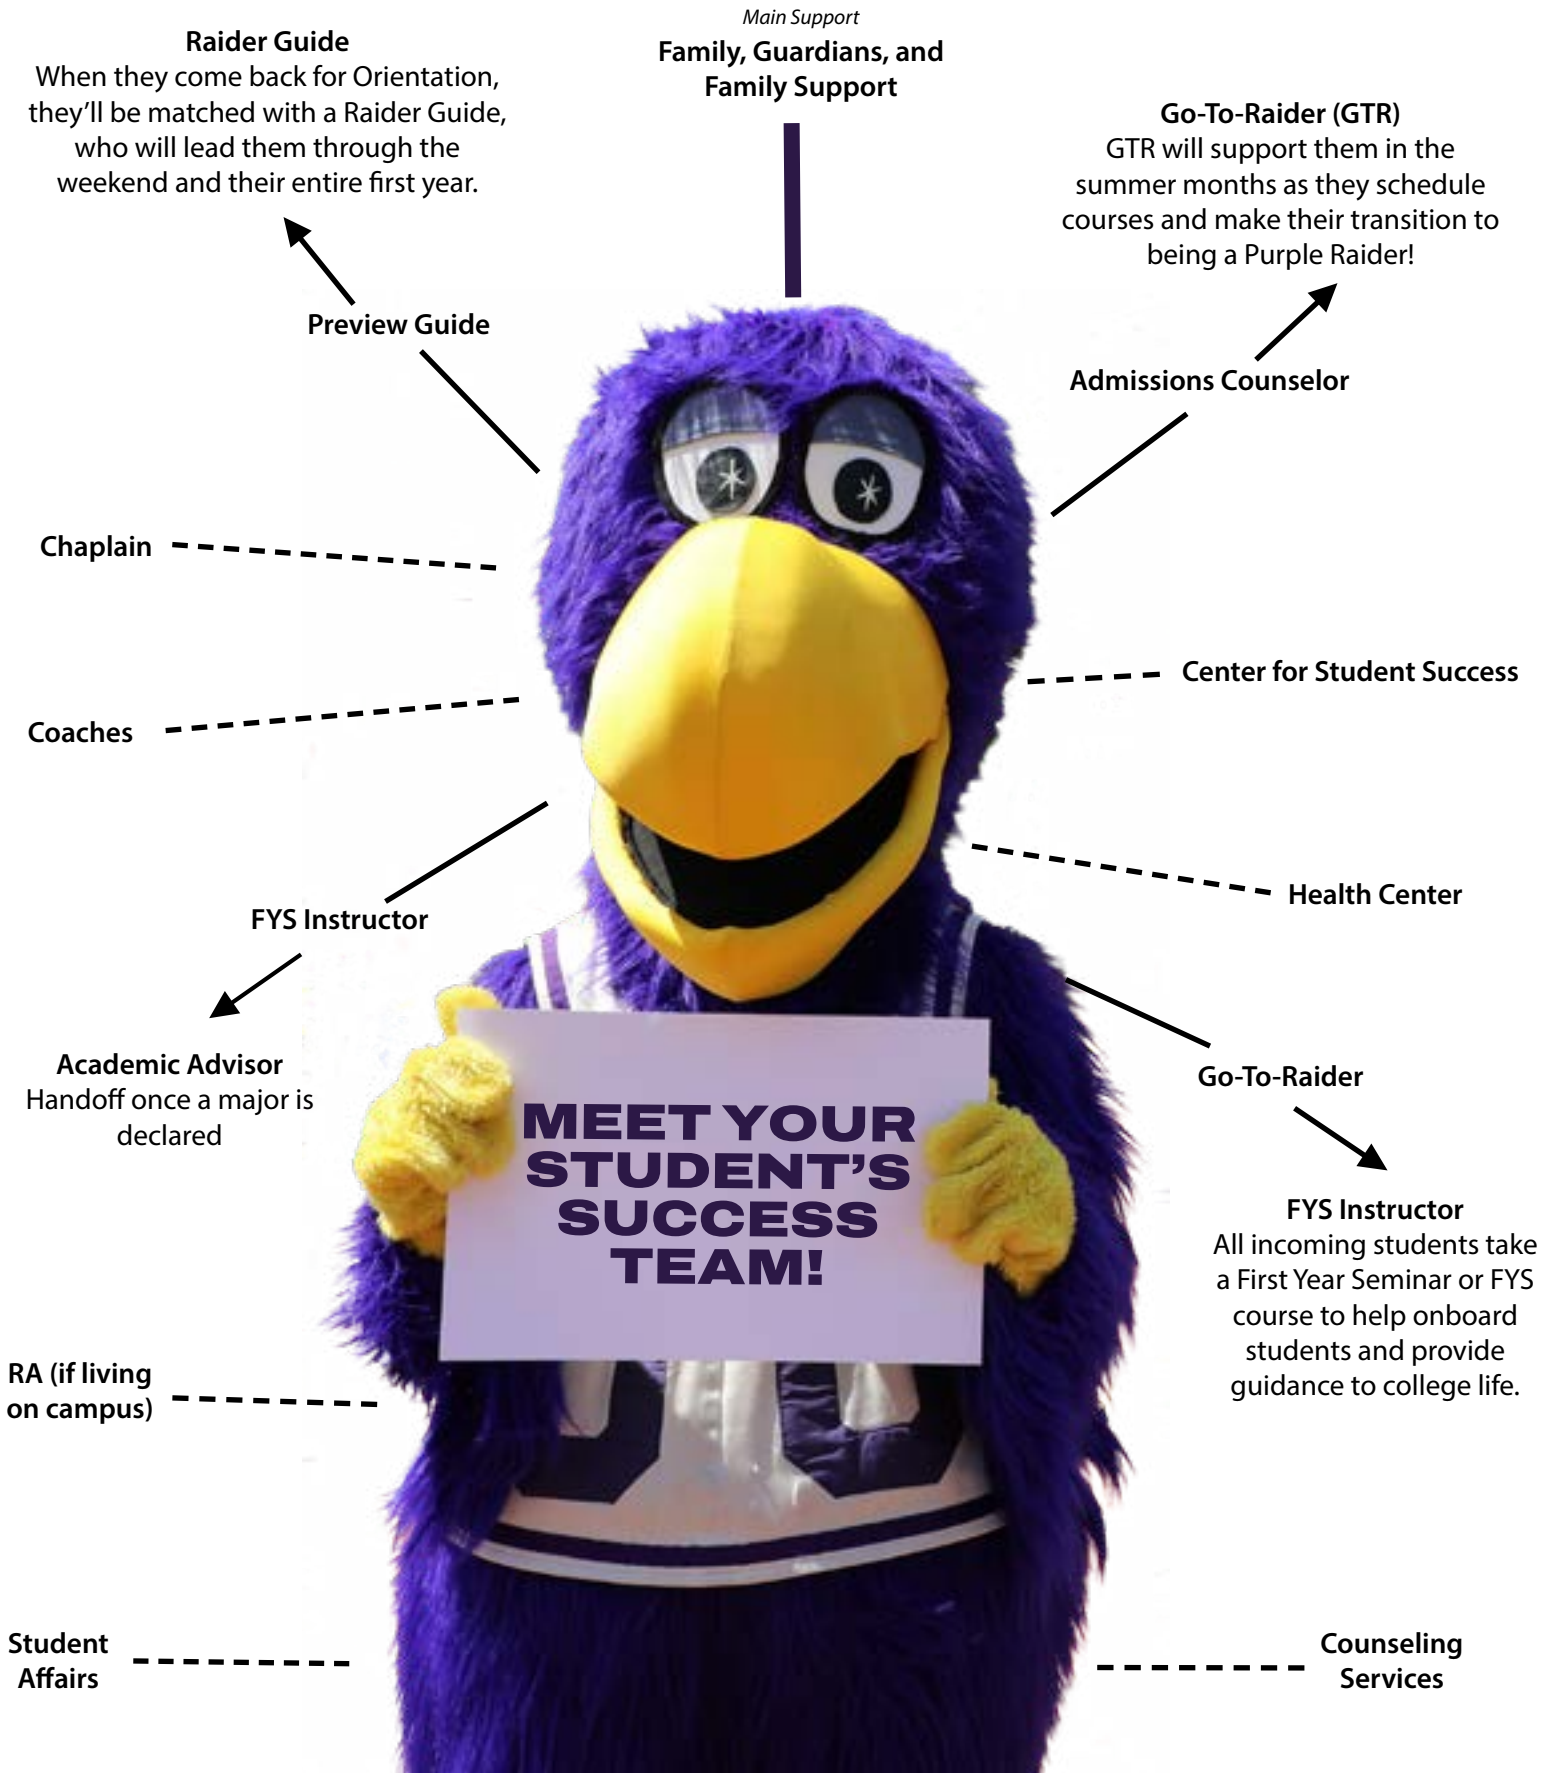 Main Support
Family, Guardians, and
Family Support
Raider Guide
When they come back for Orientation,
they’ll be matched with a Raider Guide,
who will lead them through the
weekend and their entire first year.
Go-To-Raider (GTR)
GTR will support them in the
summer months as they schedule
courses and make their transition to
being a Purple Raider!
Preview Guide
Admissions Counselor
Chaplain
Center for Student Success
Coaches
Health Center
FYS Instructor
Academic Advisor
Handoff once a major is
declared
Go-To-Raider
FYS Instructor
All incoming students take
a First Year Seminar or FYS
course to help onboard
students and provide
guidance to college life.
MEET YOUR
STUDENT’S
SUCCESS
TEAM!
RA (if living
on campus)
Student
Affairs
Counseling
Services